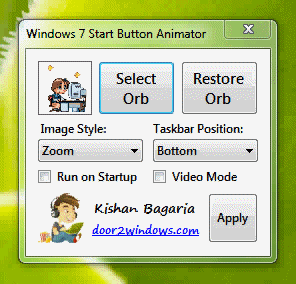 Windows 7 Start Button Animator
Select Orb
Restore Orb
Image Style:
Taskbar Position:
Zoom
Bottom
Run on Startup
Video Mode
Kishan Bagaria
door2windows.com
Apply